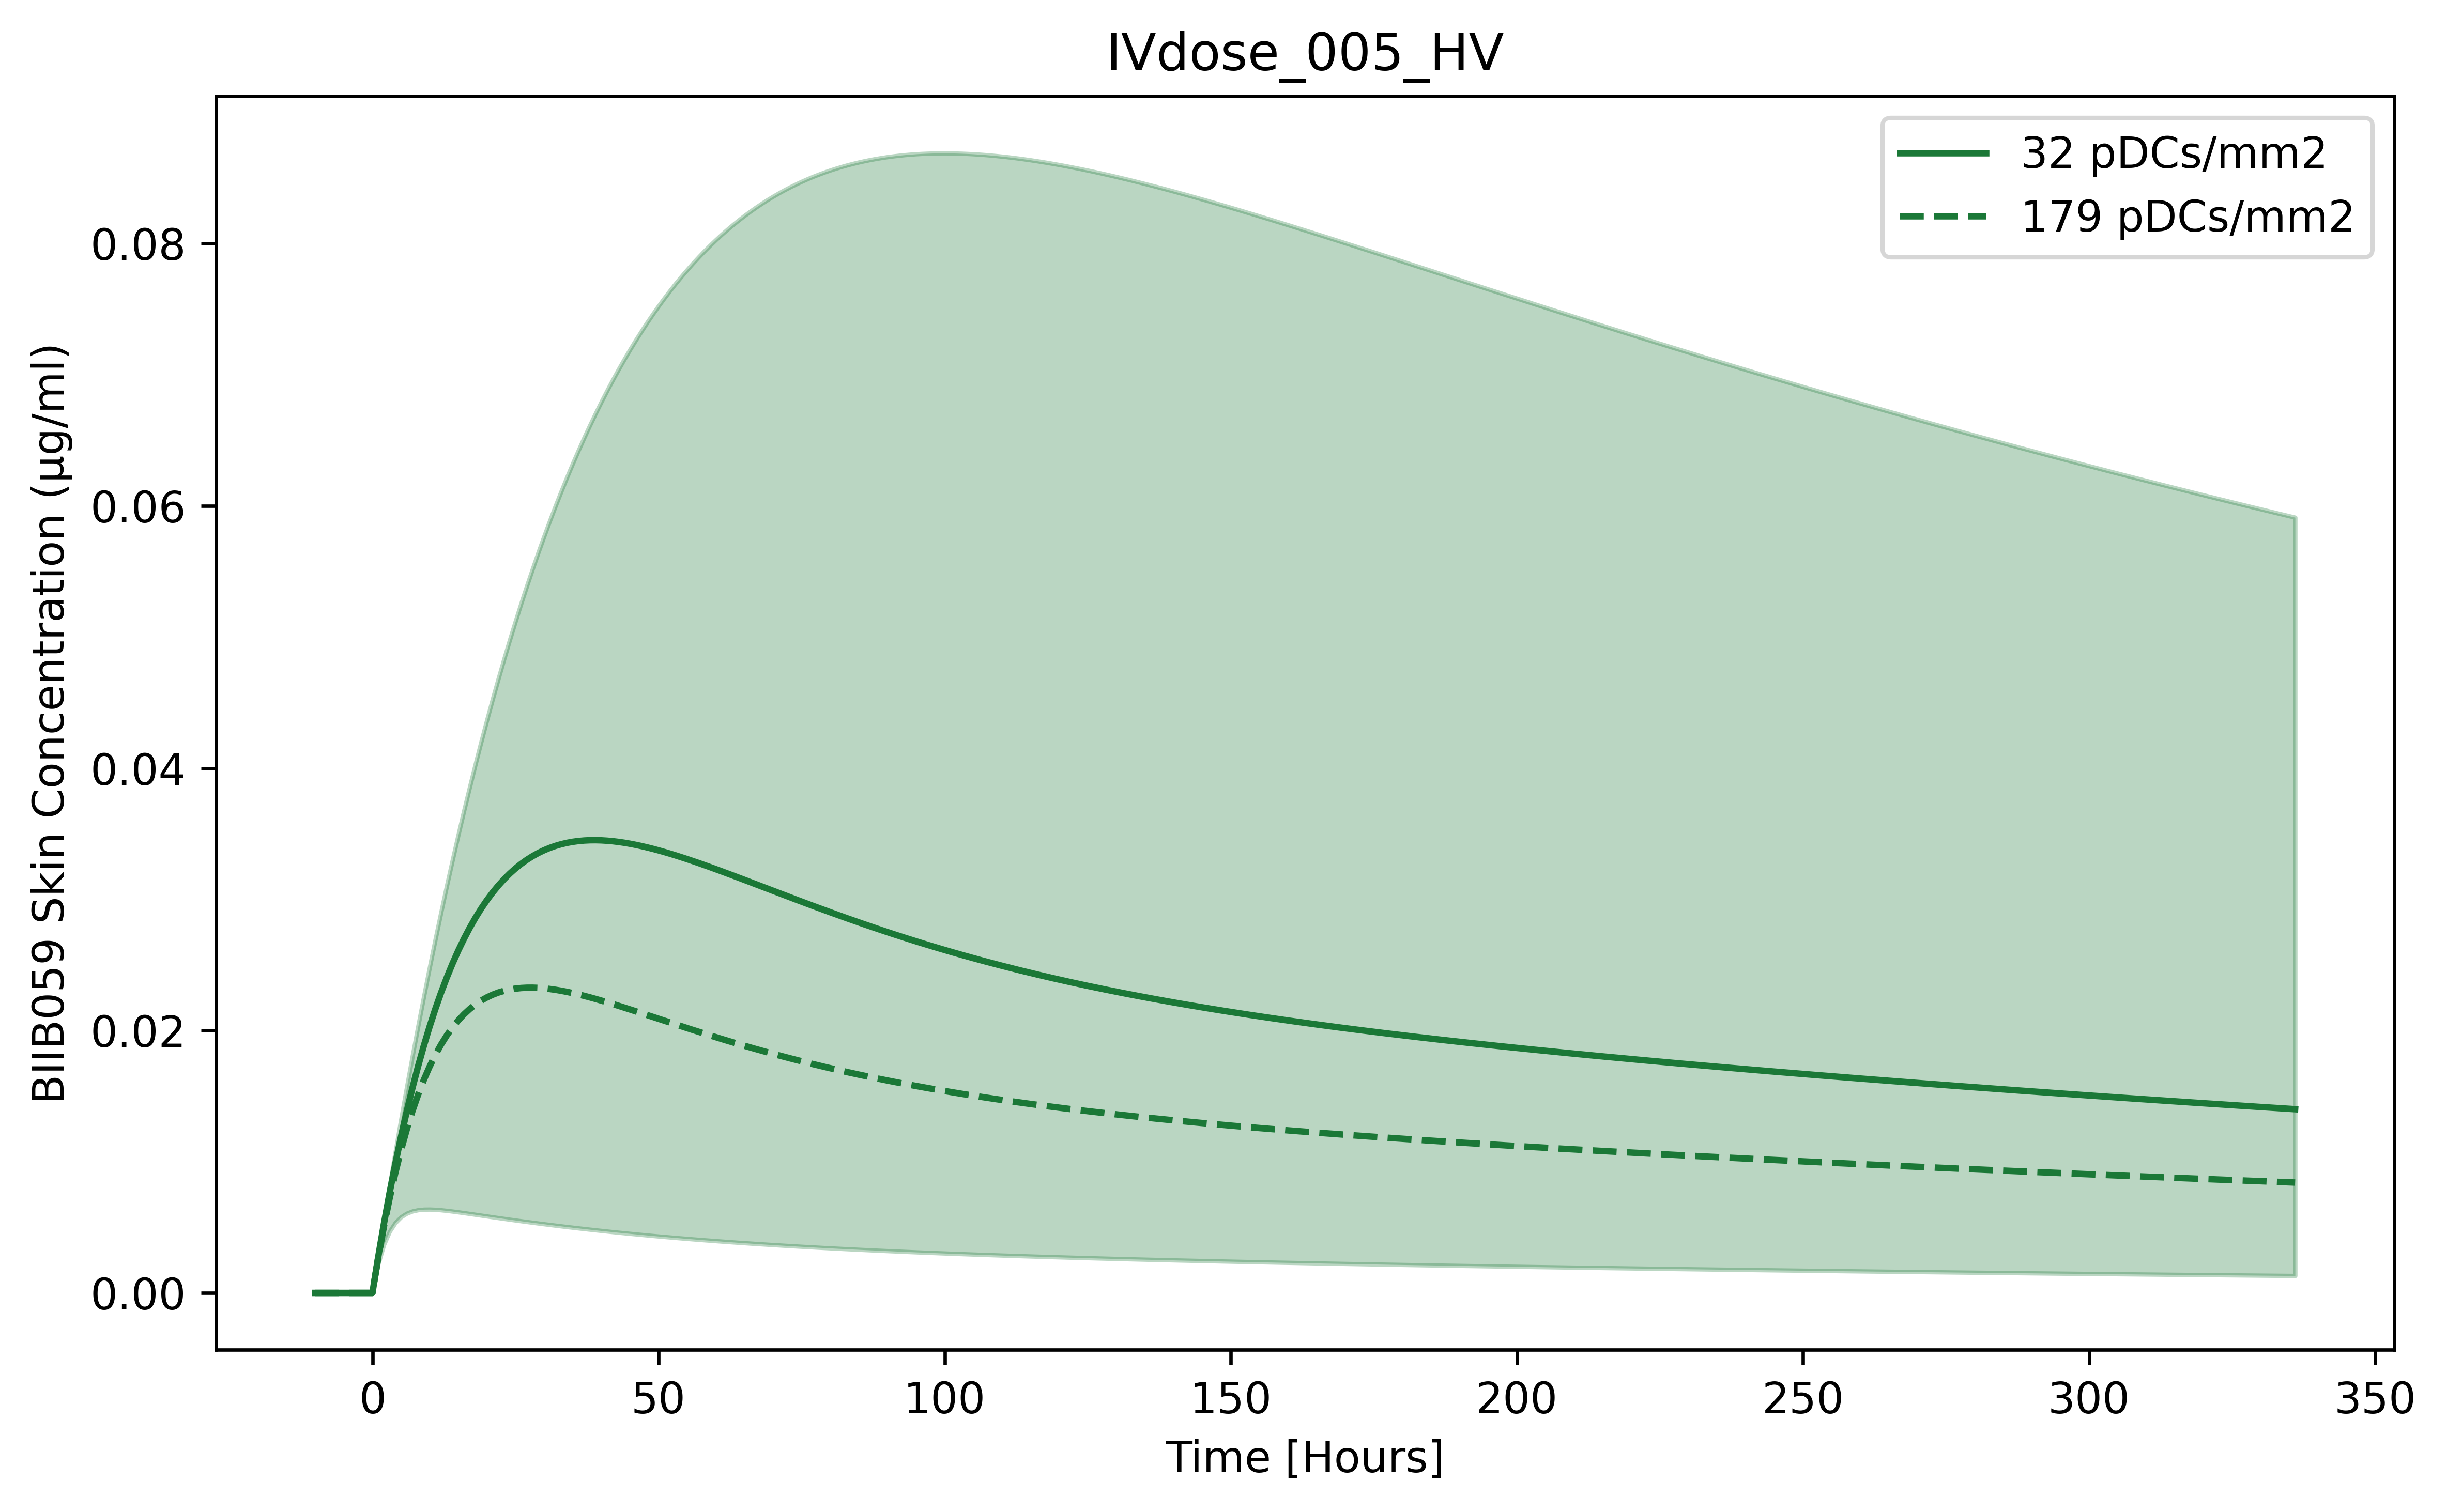 IVdose_005_HV
32 pDCs/mm2
179 pDCs/mm2
BIIB059 Skin Concentration (µg/ml)
0.08
0.06
0.04
0.02
0.00
0 50 100 150 200 250 300 350
Time [Hours]